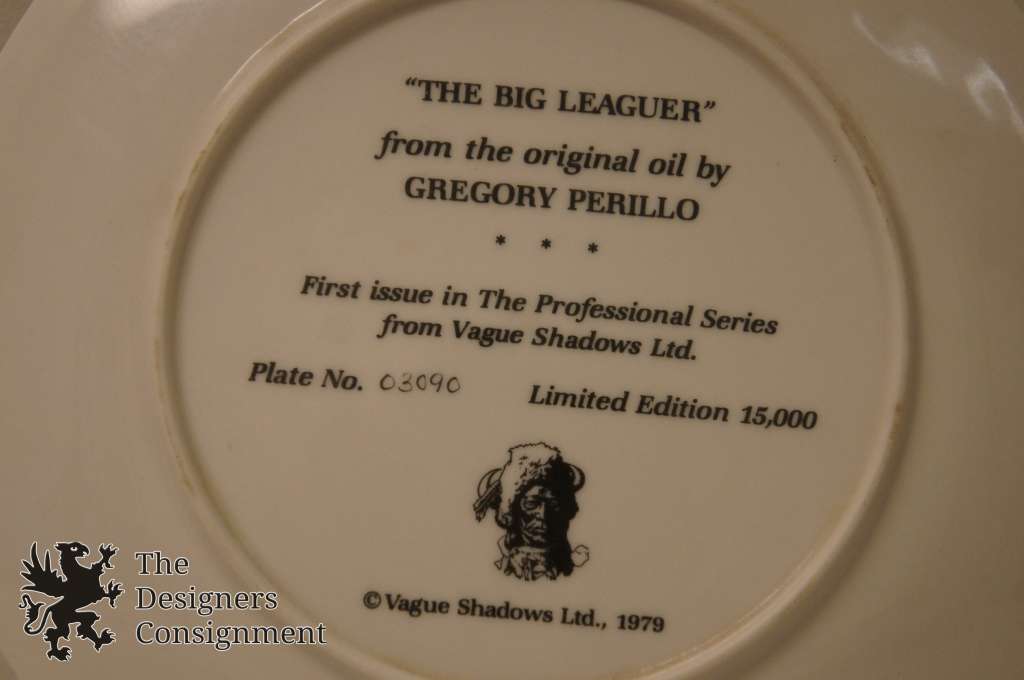 "THE BIG LEAGUER"
from the original oil by
GREGORY PERILLO
* * *
First issue in The Professional Series
from Vague Shadows Ltd.
Plate No. 03090 Limited Edition 15,000
© Vague Shadows Ltd., 1979
The
Designers
Consignment